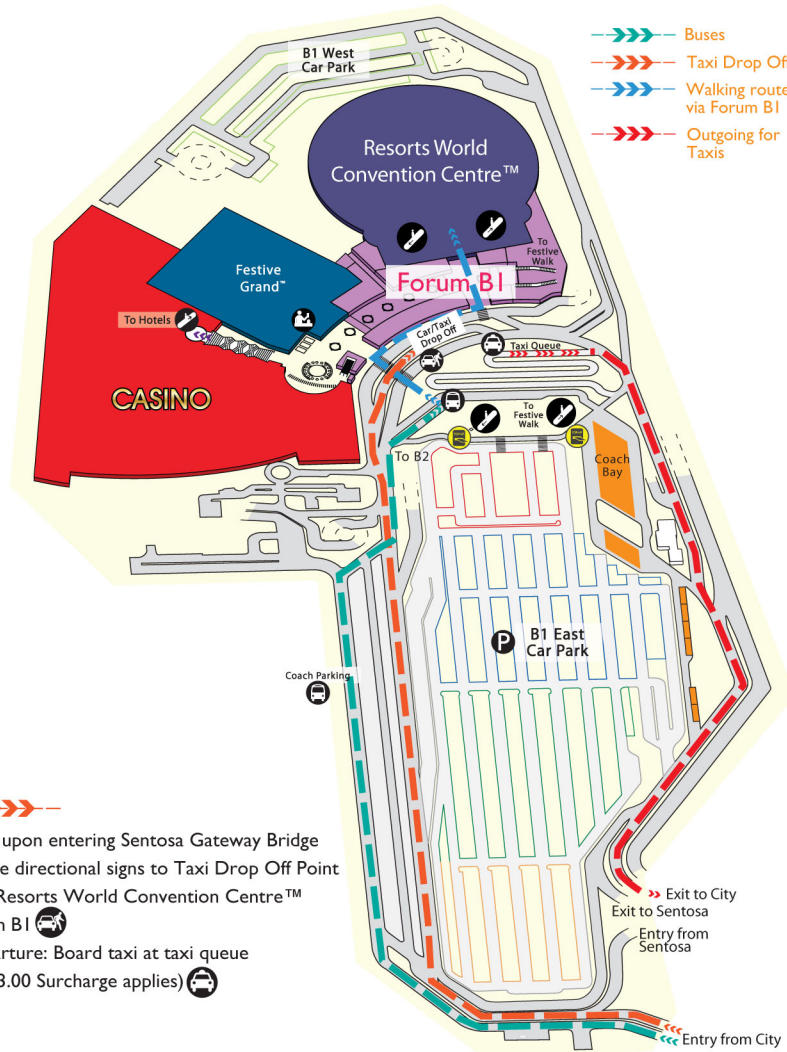 B1 West
Car Park
Buses
Taxi Drop Off
Walking route
via Forum B1
Outgoing for
Taxis
Resorts World
Convention Centre™
To
Festive
Walk
Festive
Grand™
Forum B1
To Hotels
Car/Taxi
Drop Off
Taxi Queue
CASINO
To
Festive
Walk
To B2
Coach
Bay
P
B1 East
Car Park
Coach Parking
upon entering Sentosa Gateway Bridge
directional signs to Taxi Drop Off Point
Resorts World Convention Centre™
B1
Board taxi at taxi queue
3.00 Surcharge applies)
Exit to City
Exit to Sentosa
Entry from
Sentosa
Entry from City